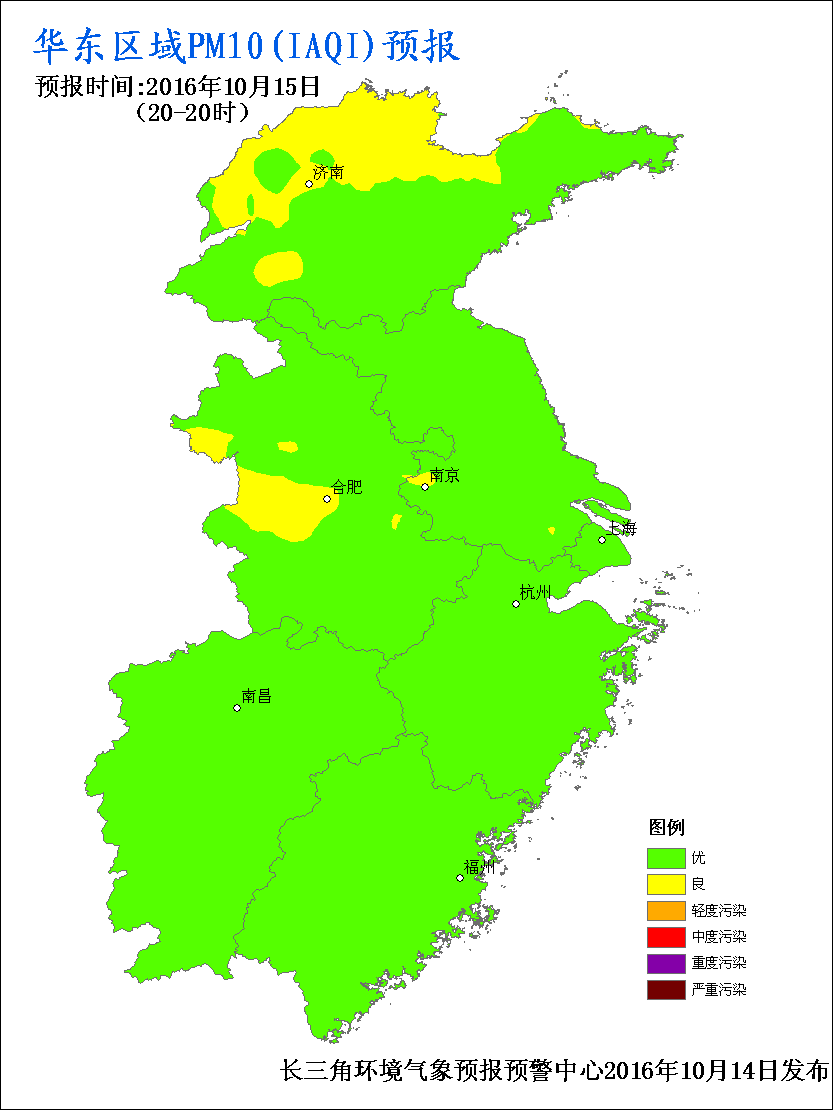 华东区域PM10(IAQI)预报
预报时间:2016年10月15日
(20-20时)
济南
合肥
南京
上海
杭州
南昌
福州
图例
优
良
轻度污染
中度污染
重度污染
严重污染
长三角环境气象预报预警中心2016年10月14日发布